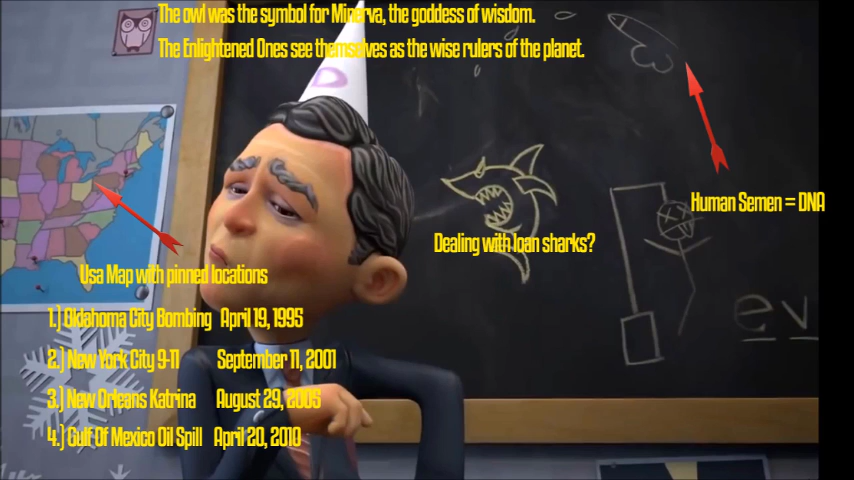 The owl was the symbol for Minerva, the goddess of wisdom.
The Enlightened Ones see themselves as the wise rulers of the planet.
D
Human Semen = DNA
Dealing with loan sharks?
Usa Map with pinned locations
1.) Oklahoma City Bombing April 19, 1995
ev
2.) New York City 9-11 September 11, 2001
3.) New Orleans Katrina August 29, 2005
4.) Gulf Of Mexico Oil Spill April 20, 2010